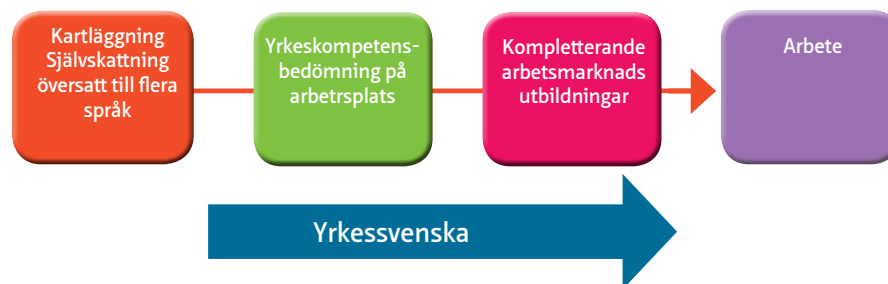 Kartläggning
Självskattning
översatt till flera
språk
Yrkeskompetens-
bedömning på
arbetrsplats
Kompletterande
arbetsmarknads
utbildningar
Arbete
Yrkessvenska